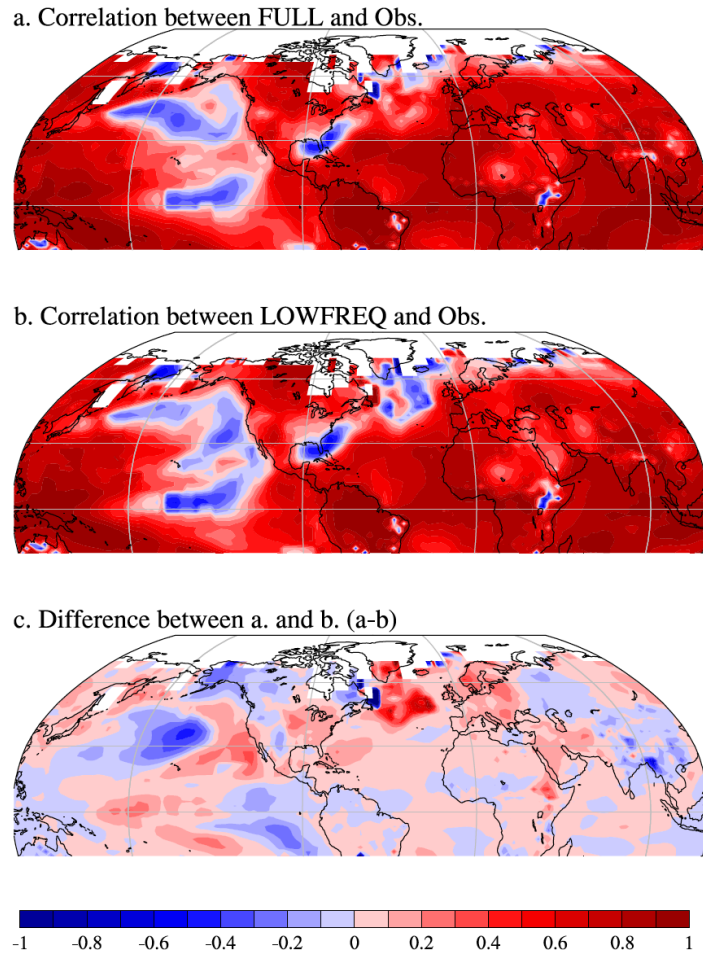 a. Correlation between FULL and Obs.
b. Correlation between LOWFREQ and Obs.
c. Difference between a. and b. (a-b)
-1 -0.8 -0.6 -0.4 -0.2 0 0.2 0.4 0.6 0.8 1